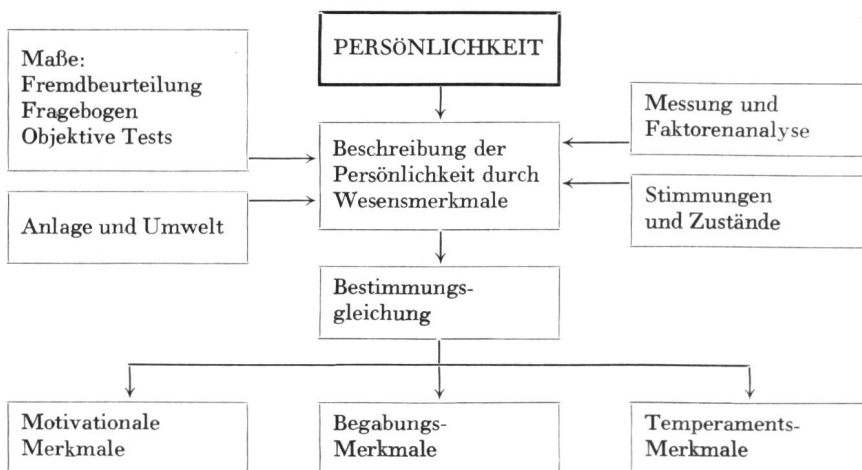 PERSÖNLICHKEIT
Maße:
Fremdbeurteilung
Fragebogen
Objektive Tests
Messung und
Faktorenanalyse
Beschreibung der
Persönlichkeit durch
Wesensmerkmale
Anlage und Umwelt
Stimmungen
und Zustände
Bestimmungs-
gleichung
Motivationale
Merkmale
Begabungs-
Merkmale
Temperaments-
Merkmale